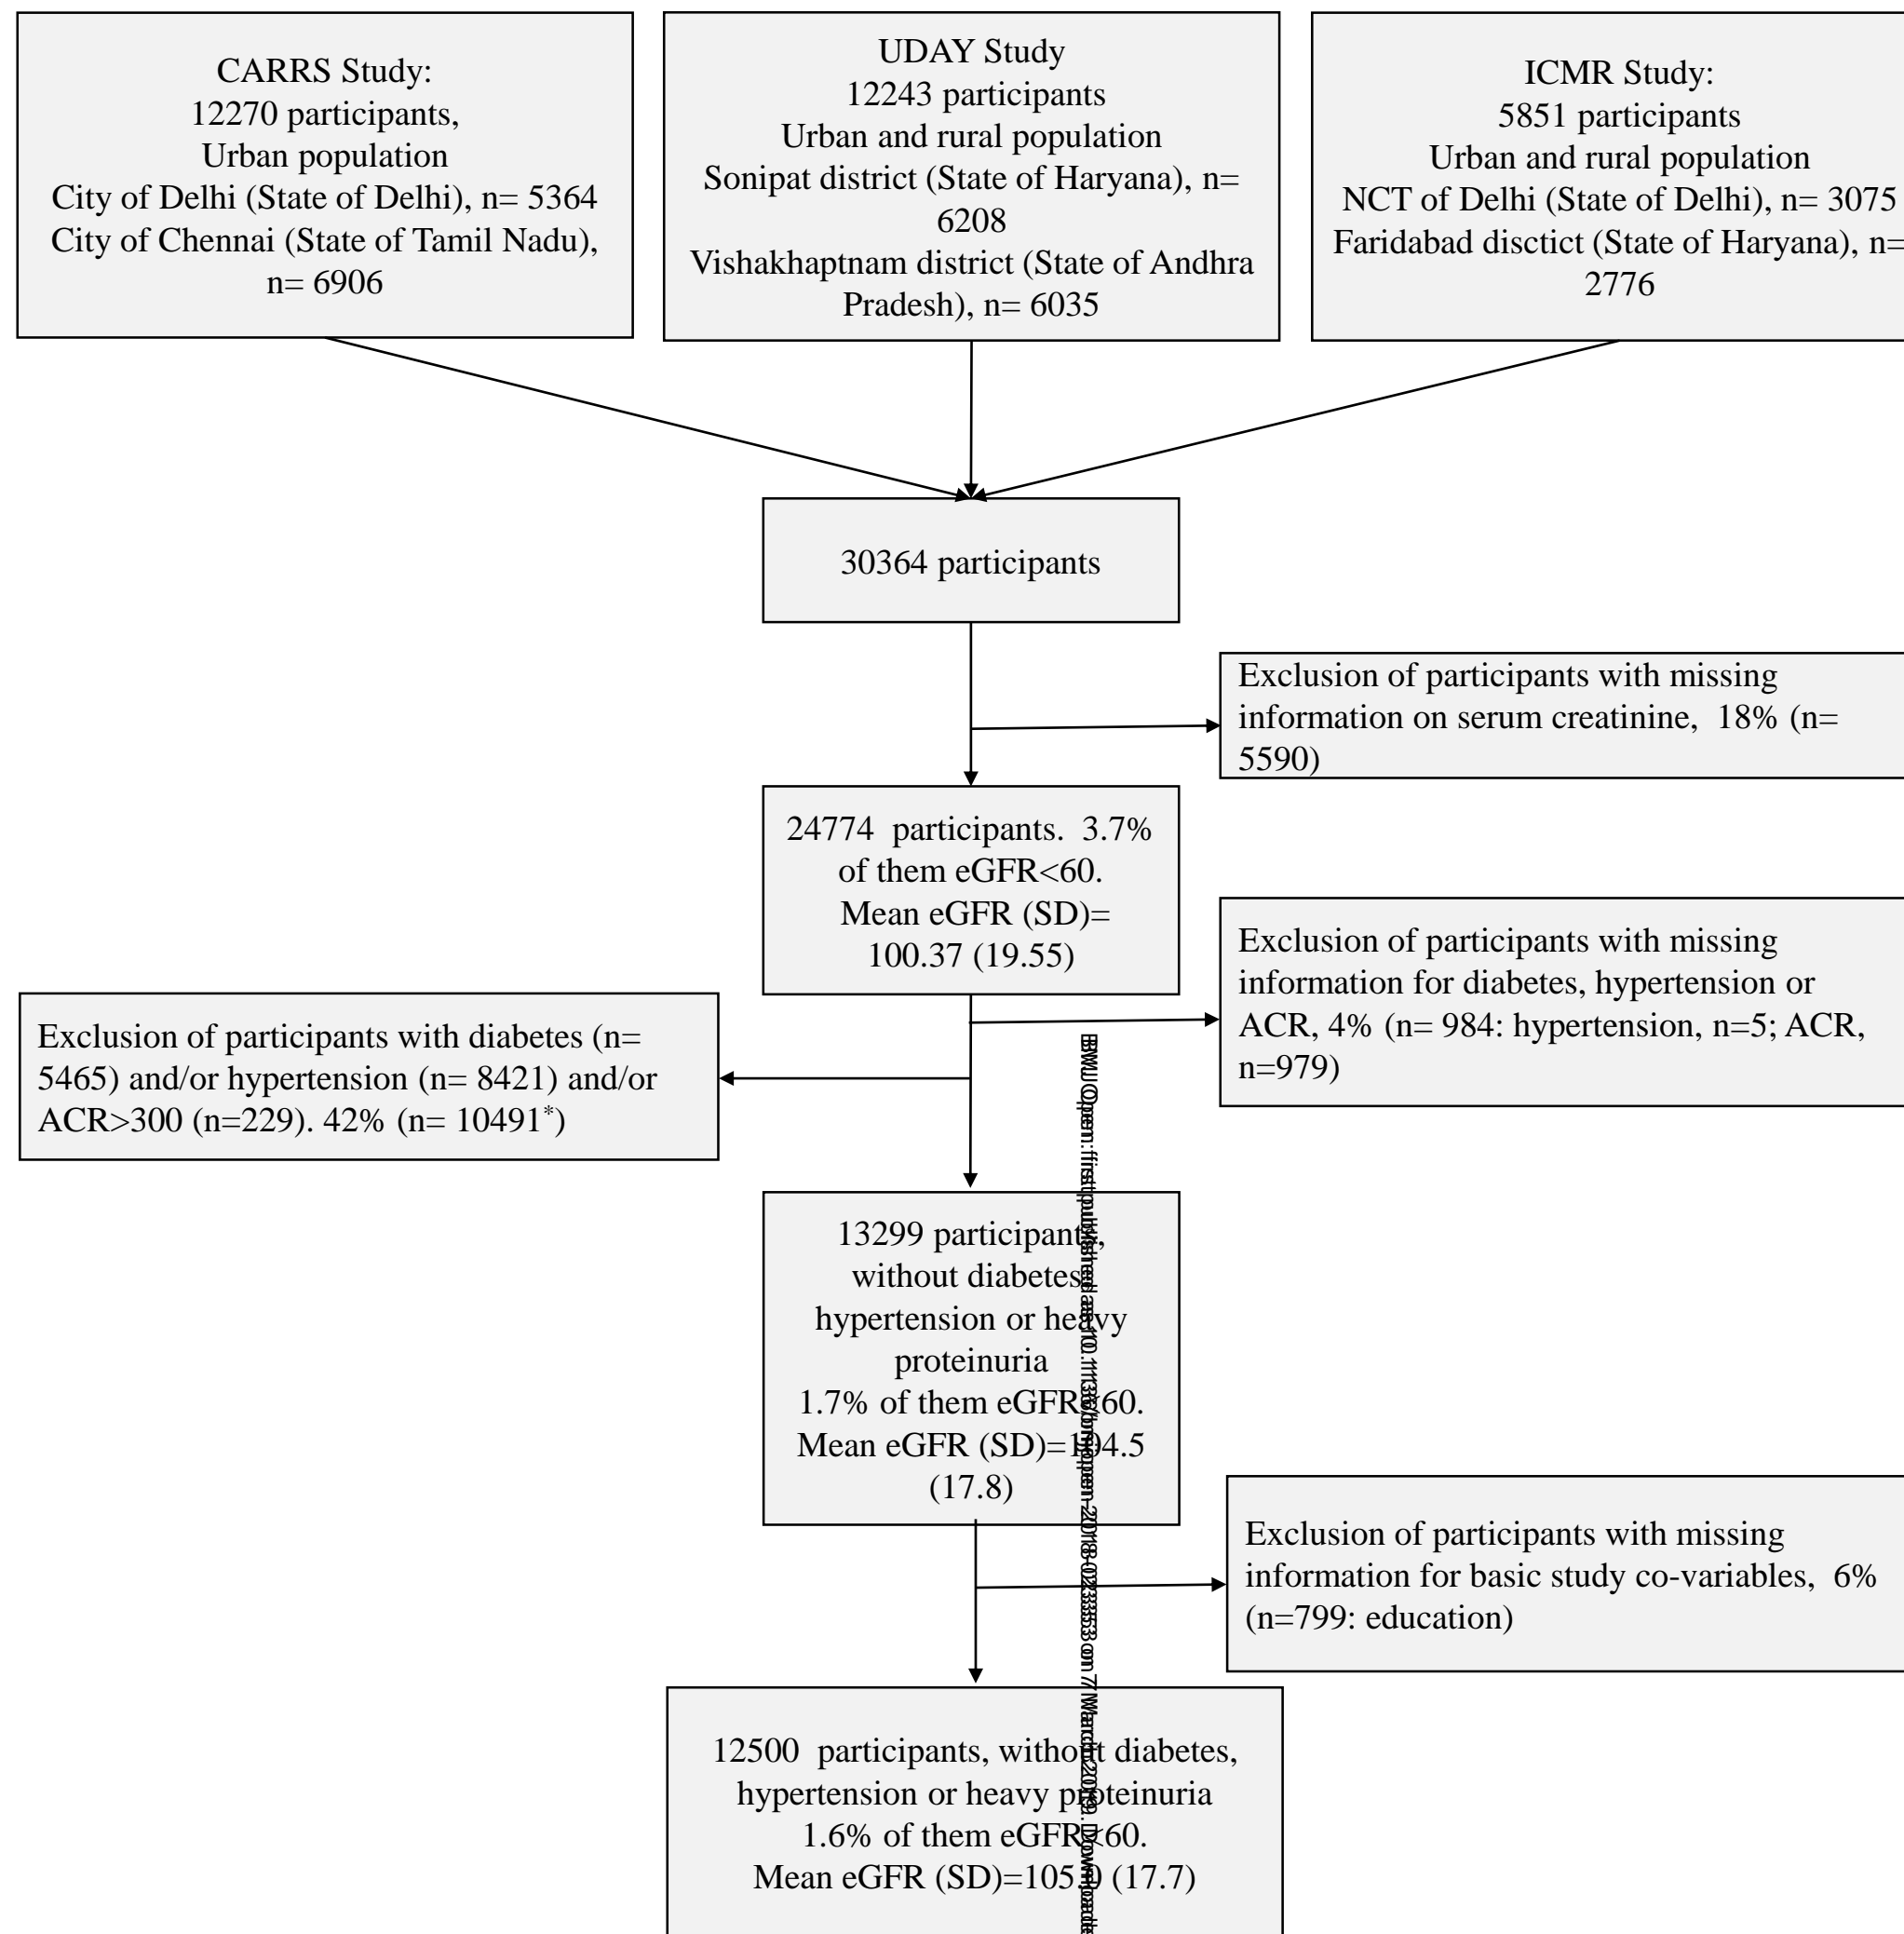 CARRS Study:
12270 participants,
Urban population
City of Delhi (State of Delhi), n= 5364
City of Chennai (State of Tamil Nadu),
n= 6906
UDAY Study
12243 participants
Urban and rural population
Sonipat district (State of Haryana), n=
6208
Vishakhaptnam district (State of Andhra
Pradesh), n= 6035
ICMR Study:
5851 participants
Urban and rural population
NCT of Delhi (State of Delhi), n= 3075
Faridabad disctict (State of Haryana), n=
2776
30364 participants
Exclusion of participants with missing
information on serum creatinine, 18% (n=
5590)
24774 participants. 3.7%
of them eGFR<60.
Mean eGFR (SD)=
100.37 (19.55)
Exclusion of participants with missing
information for diabetes, hypertension or
ACR, 4% (n= 984: hypertension, n=5; ACR,
n=979)
Exclusion of participants with diabetes (n=
5465) and/or hypertension (n= 8421) and/or
ACR>300 (n=229). 42% (n= 10491*)
13299 participants,
without diabetes,
hypertension or heavy
proteinuria
1.7% of them eGFR<60.
Mean eGFR (SD)=104.5
(17.8)
Exclusion of participants with missing
information for basic study co-variables, 6%
(n=799: education)
12500 participants, without diabetes,
hypertension or heavy proteinuria
1.6% of them eGFR<60.
Mean eGFR (SD)=105.0 (17.7)